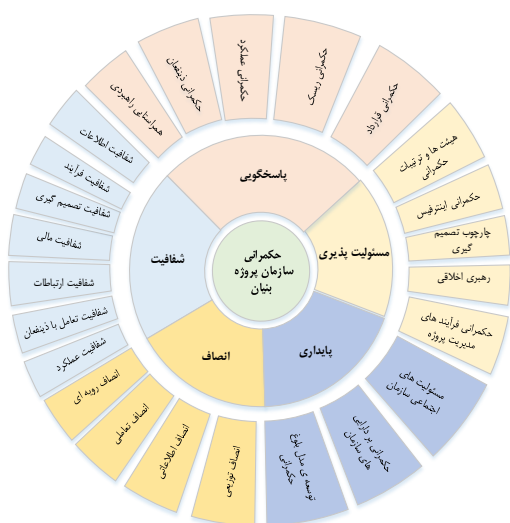 حکمرانی
سازمان پروژه
بنیان
پاسخگویی
مسئولیت پذیری
پایداری
انصاف
شفافیت
همراستایی راهبردی
حکمرانی ذینفعان
حکمرانی عملکرد
حکمرانی ریسک
حکمرانی قرارداد
هیئت ها و ترتیبات
حکمرانی
حکمرانی اینترفیس
چارچوب تصمیم
گیری
رهبری اخلاقی
حکمرانی فرآیند های
مدیریت پروژه
مسئولیت های
اجتماعی سازمان
حکمرانی بر دارایی
های سازمان
توسعه ی مدل بلوغ
حکمرانی
انصاف توزیعی
انصاف اطلاعاتی
انصاف تعاملی
انصاف رویه ای
شفافیت عملکرد
شفافیت تعامل با ذینفعان
شفافیت ارتباطات
شفافیت مالی
شفافیت تصمیم گیری
شفافیت فرآیند
شفافیت اطلاعات